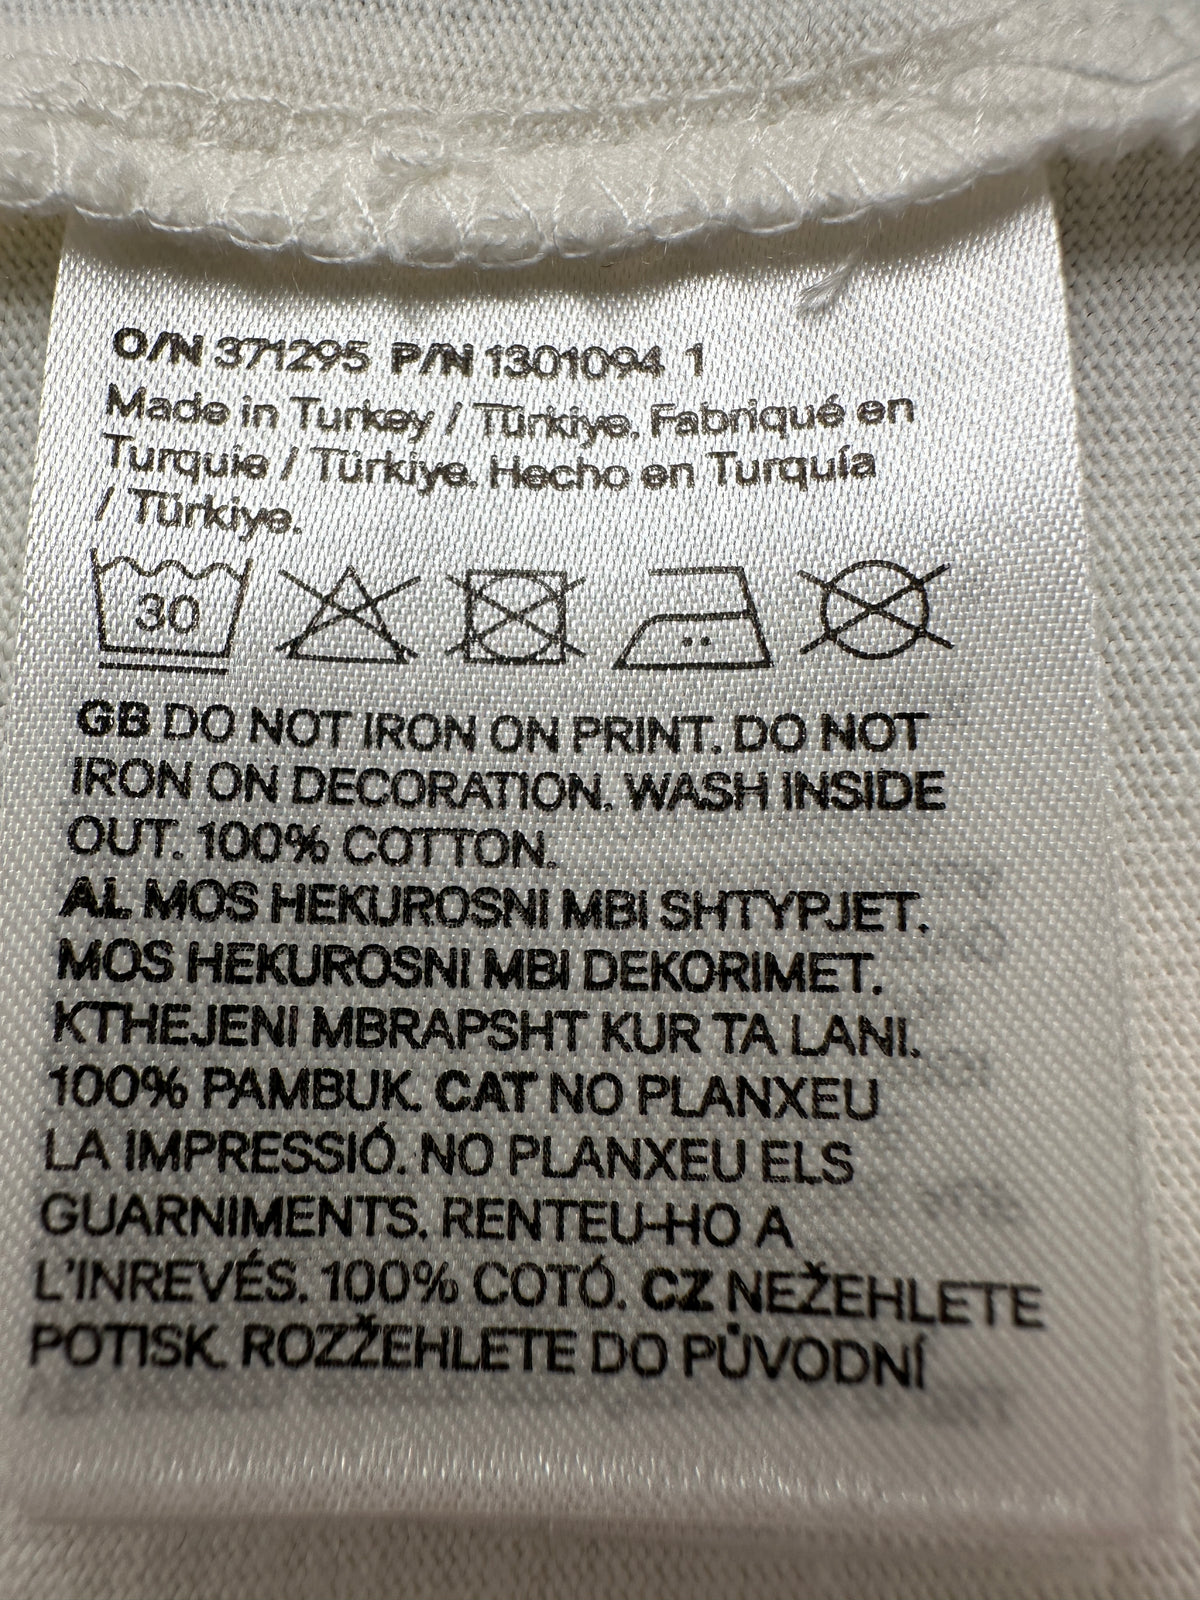 O/N 371295 P/N 1301094 1
Made in Turkey / Türkiye. Fabriqué en
Turquie / Türkiye. Hecho en Turquía
/ Türkiye.
30
GB DO NOT IRON ON PRINT. DO NOT
IRON ON DECORATION. WASH INSIDE
OUT. 100% COTTON.
AL MOS HEKUROSNI MBI SHTYPJET.
MOS HEKUROSNI MBI DEKORIMET.
KTHEJENI MBRAPSHT KUR TA LANI.
100% PAMBUK. CAT NO PLANXEU
LA IMPRESSIÓ. NO PLANXEU ELS
GUARNIMENTS. RENTEU-HO A
L'INREVÉS. 100% COTÓ. CZ NEŽEHLETE
POTISK. ROZŽEHLETE DO PŮVODNÍ